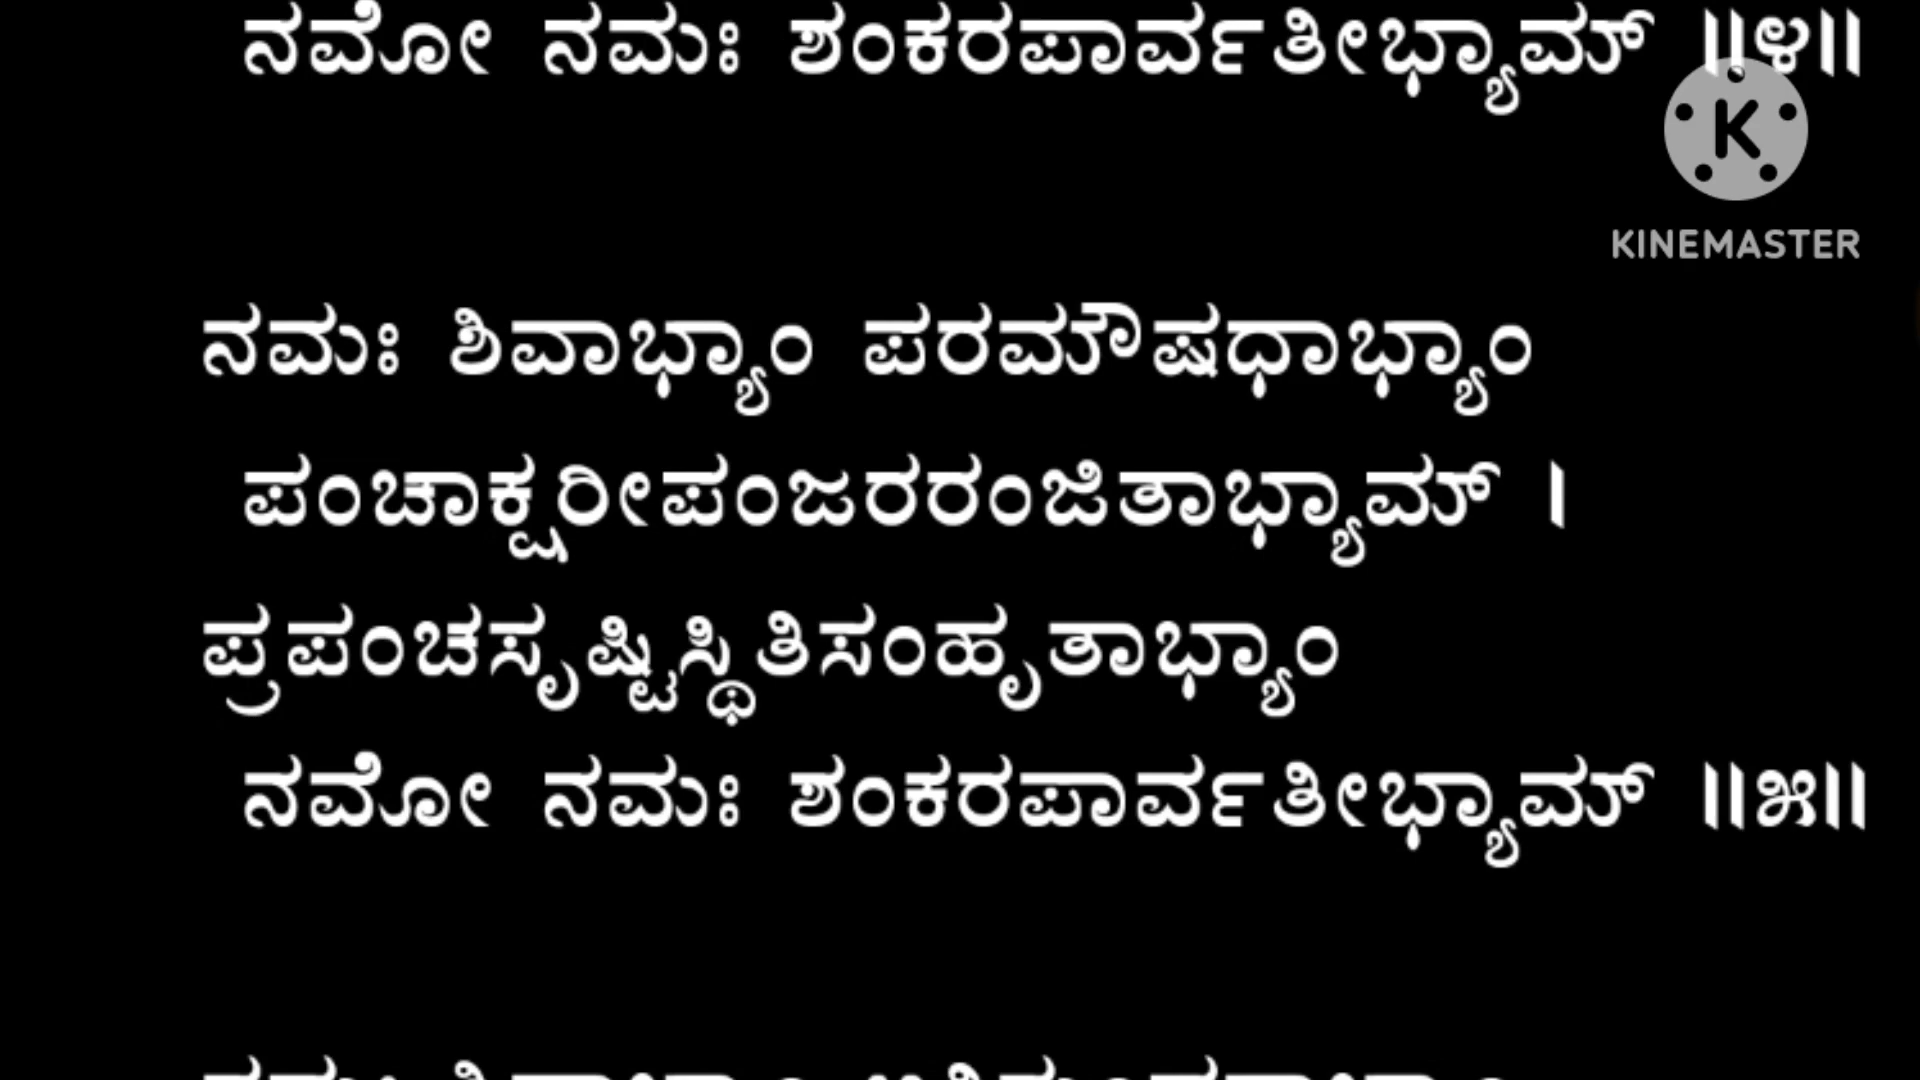 ನಮೋ ನಮಃ ಶಂಕರಪಾರ್ವತೀಭ್ಯಾಮ್ ॥೪॥
KINEMASTER
ನಮಃ ಶಿವಾಭ್ಯಾಂ ಪರಮೌಷಧಾಭ್ಯಾಂ
ಪಂಚಾಕ್ಷರೀಪಂಜರರಂಜಿತಾಭ್ಯಾಮ್ ।
ಪ್ರಪಂಚಸೃಷ್ಟಿಸ್ಥಿತಿಸಂಹೃತಾಭ್ಯಾಂ
ನಮೋ ನಮಃ ಶಂಕರಪಾರ್ವತೀಭ್ಯಾಮ್ ॥೫॥